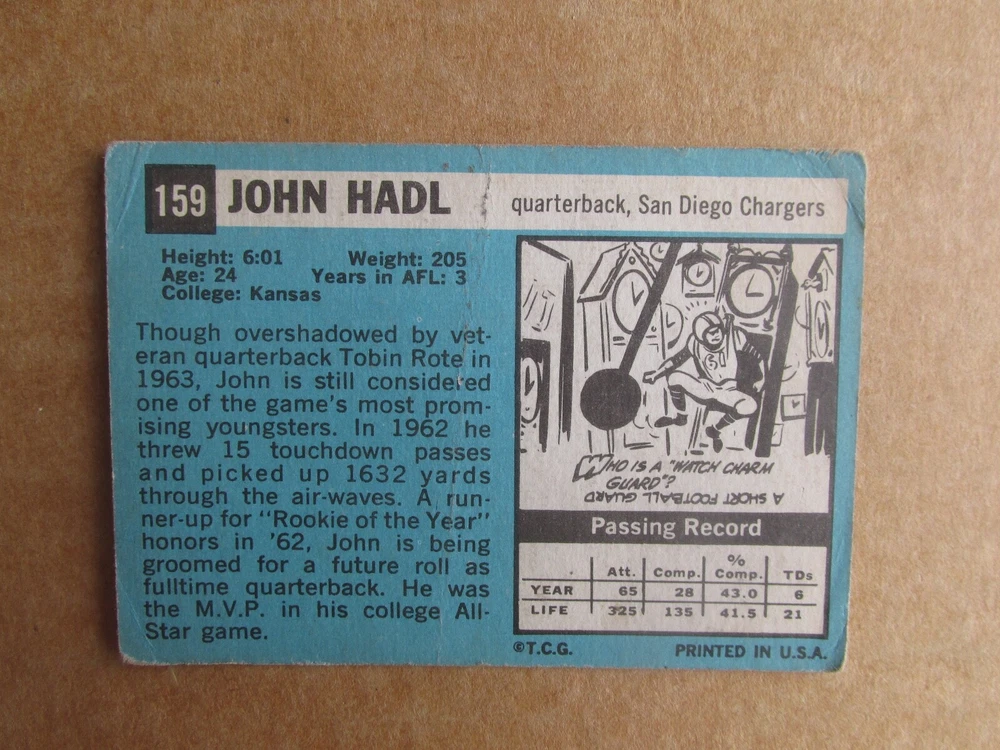 159 JOHN HADL quarterback, San Diego Chargers
Height: 6:01 Weight: 205
Age: 24 Years in AFL: 3
College: Kansas
Though overshadowed by vet-
eran quarterback Tobin Rote in
1963, John is still considered
one of the game's most prom-
ising youngsters. In 1962 he
threw 15 touchdown passes
and picked up 1632 yards
through the air-waves. A run-
ner-up for "Rookie of the Year"
honors in '62, John is being
groomed for a future roll as
fulltime quarterback. He was
the M.V.P. in his college All-
Star game.
61
WHO IS A "WATCH CHARM
GUARD"?
A SHORT FOOTBALL GUARD
Passing Record
Att. Comp. % Comp. TDs
YEAR 65 28 43.0 6
LIFE 325 135 41.5 21
©T.C.G. PRINTED IN U.S.A.